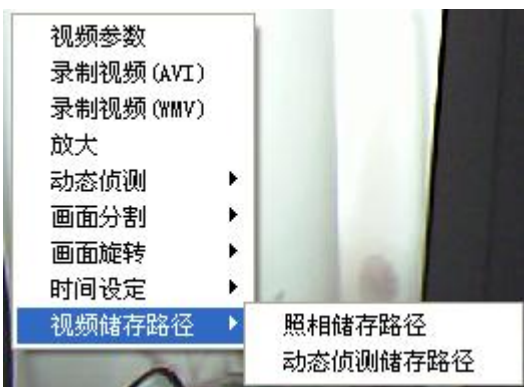 视频参数
录制视频(AVI)
录制视频(WMV)
放大
动态侦测
画面分割
画面旋转
时间设定
视频储存路径
照相储存路径
动态侦测储存路径